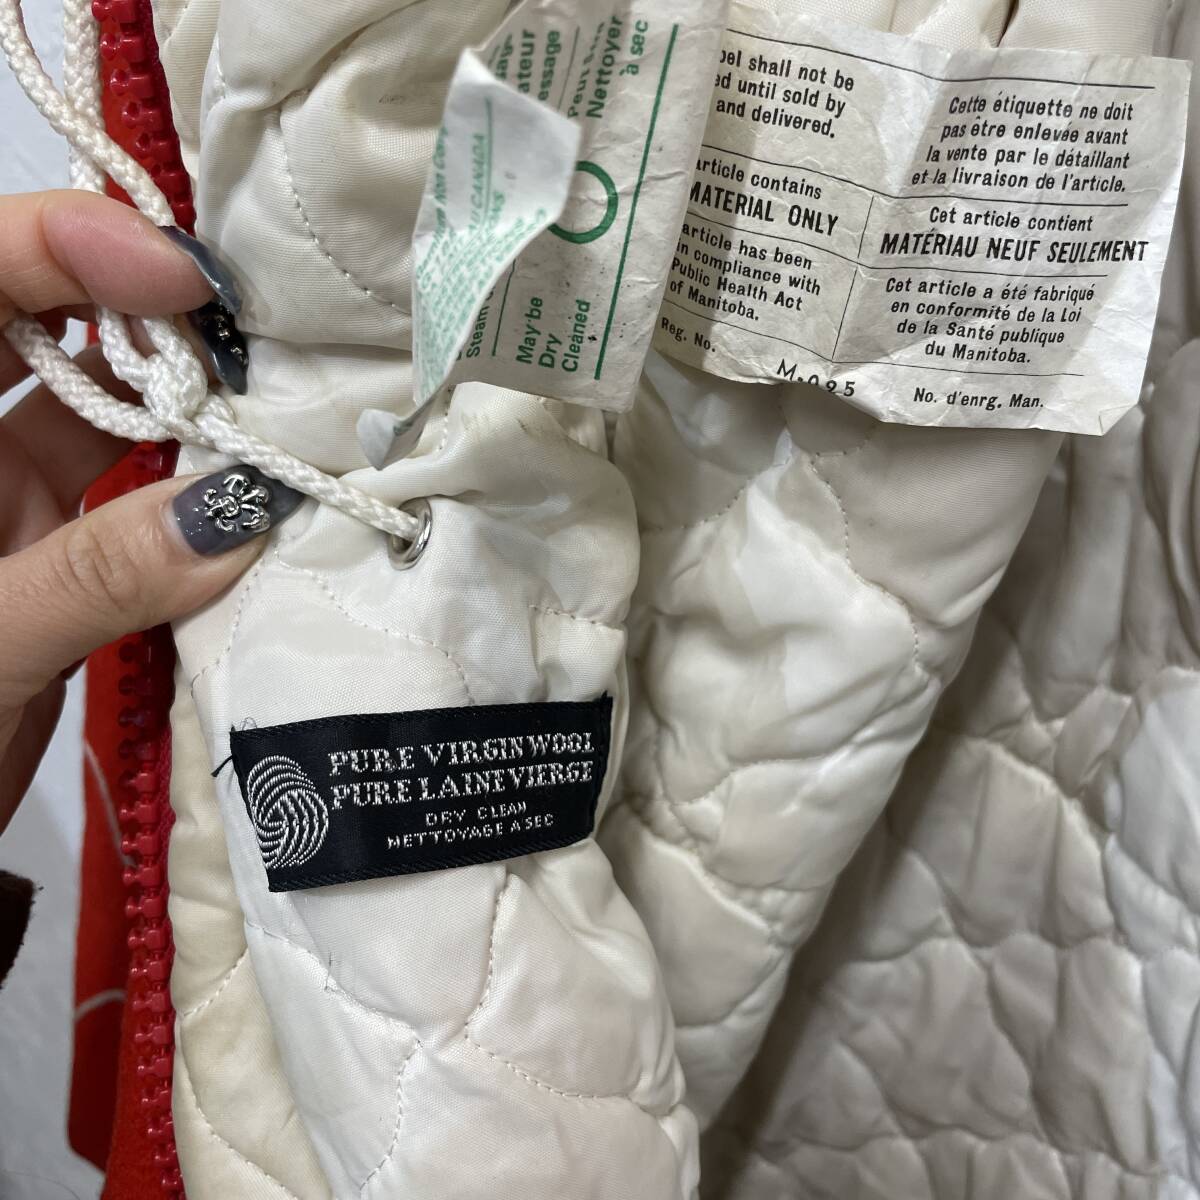 bel shall not be
ed until sold by
and delivered.
article contains
MATERIAL ONLY
article has been
in compliance with
Public Health Act
of Manitoba.
Reg. No.
M-025
Cette étiquette ne doit
pas être enlevée avant
la vente par le détaillant
et la livraison de l'article.
Cet article contient
MATÉRIAU NEUF SEULEMENT
Cet article a été fabriqué
en conformité de la Loi
de la Santé publique
du Manitoba.
No. d'enrg. Man.
Nettoyer
à sec
May be
Dry
Cleaned
Steam
CANADA
PURE VIRGIN WOOL
PURE LAINE VIERGE
DRY CLEAN
NETTOYAGE A SEC